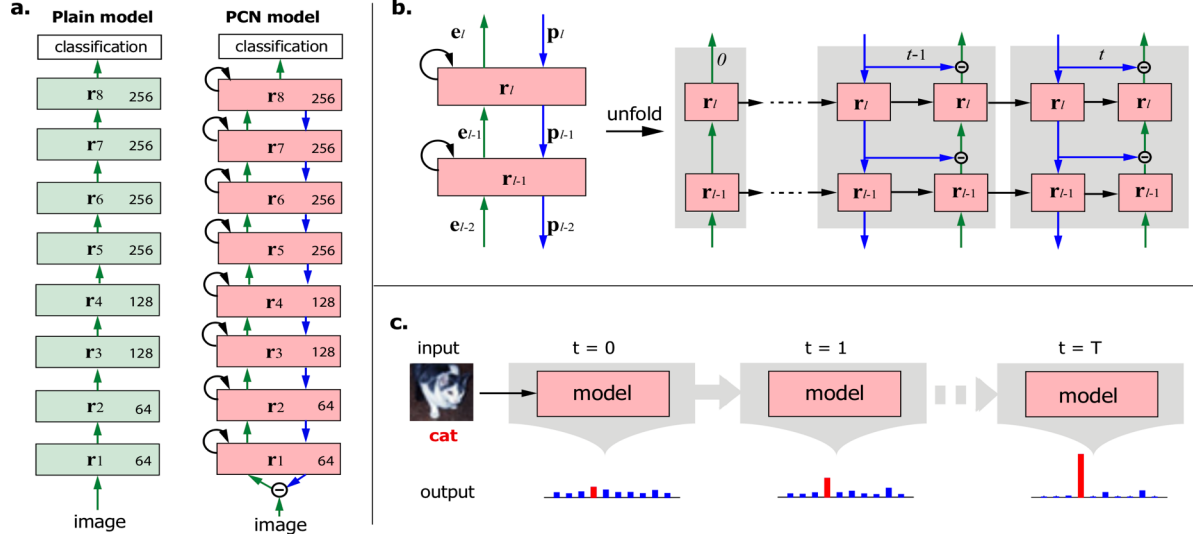 a.
Plain model
PCN model
classification
classification
r8 256
r8 256
r7 256
r7 256
r6 256
r6 256
r5 256
r5 256
r4 128
r4 128
r3 128
r3 128
r2 64
r2 64
r1 64
r1 64
image
image
b.
el
pl
rl
el-1
pl-1
rl-1
el-2
pl-2
unfold
0
t-1
t
rl
rl
rl
rl
rl
rl-1
rl-1
rl-1
rl-1
rl-1
c.
input
t = 0
t = 1
t = T
model
model
model
cat
output